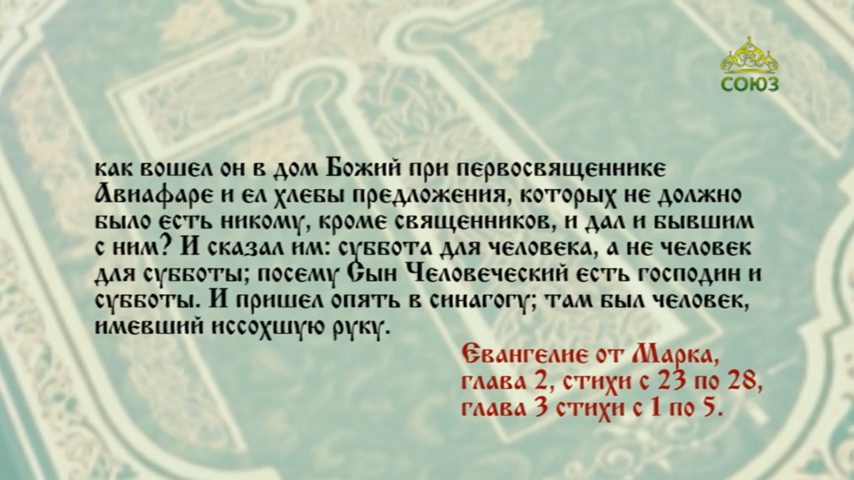 СОЮЗ
как вошел он в дом Божий при первосвященнике
Авиафаре и ел хлебы предложения, которых не должно
было есть никому, кроме священников, и дал и бывшим
с ним? И сказал им: суббота для человека, а не человек
для субботы; посему Сын Человеческий есть господин и
субботы. И пришел опять в синагогу; там был человек,
имевший иссохшую руку.
Евангелие от Марка,
глава 2, стихи с 23 по 28,
глава 3 стихи с 1 по 5.